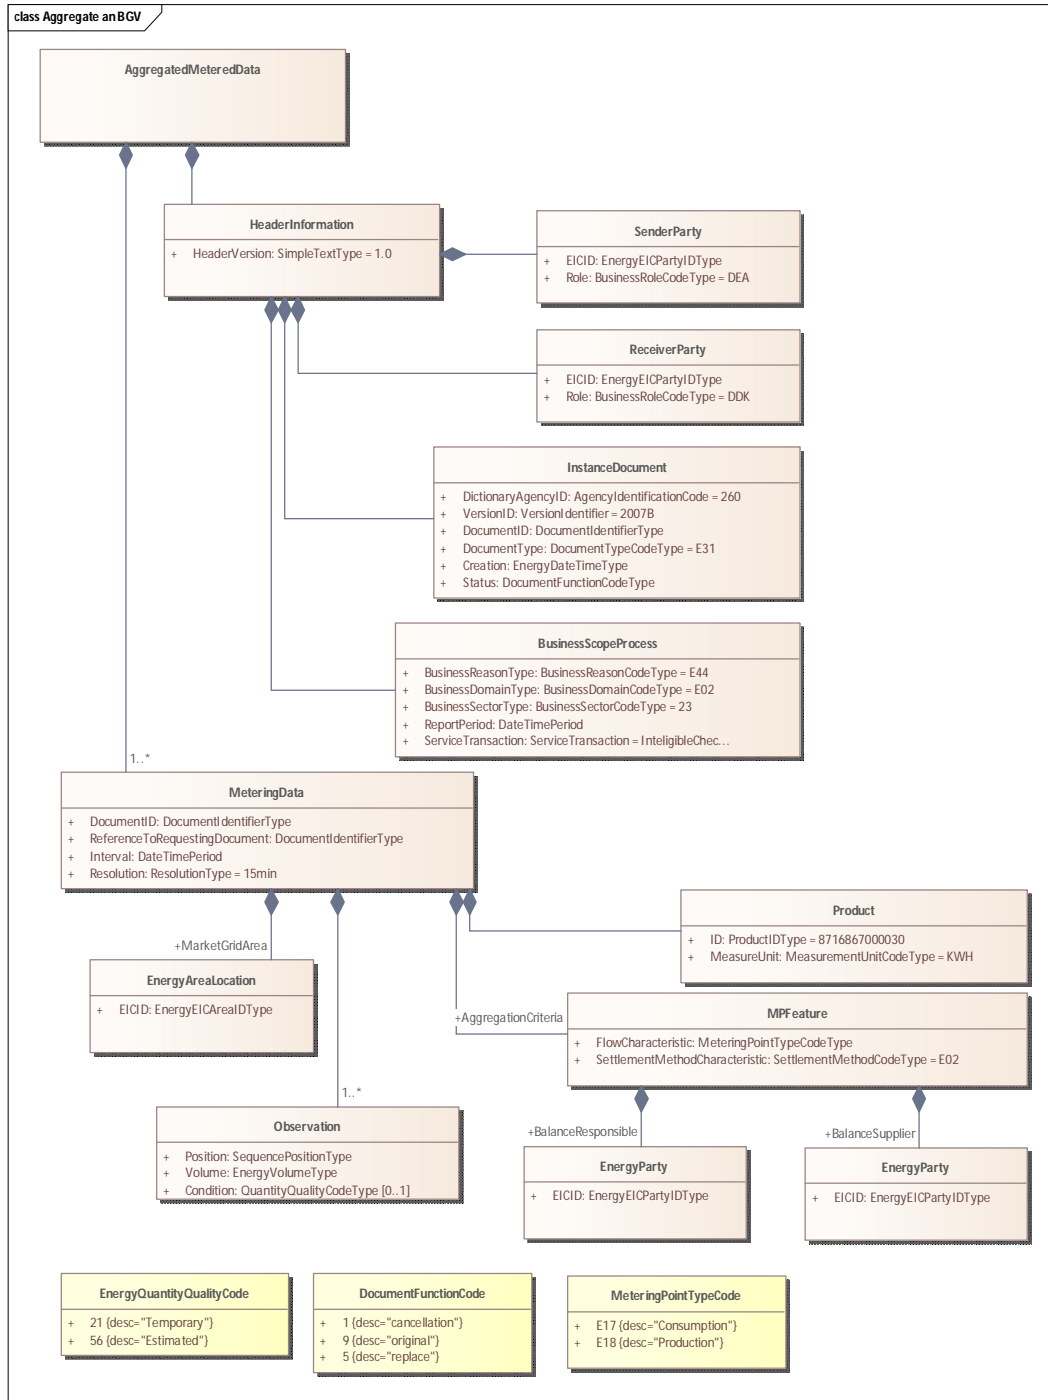 class Aggregate an BGV
AggregatedMeteredData
HeaderInformation
+ HeaderVersion: SimpleTextType = 1.0
SenderParty
+ EICID: EnergyEICPartyIDType
+ Role: BusinessRoleCodeType = DEA
ReceiverParty
+ EICID: EnergyEICPartyIDType
+ Role: BusinessRoleCodeType = DDK
InstanceDocument
+ DictionaryAgencyID: AgencyIdentificationCode = 260
+ VersionID: VersionIdentifier = 2007B
+ DocumentID: DocumentIdentifierType
+ DocumentType: DocumentTypeCodeType = E31
+ Creation: EnergyDateTimeType
+ Status: DocumentFunctionCodeType
BusinessScopeProcess
+ BusinessReasonType: BusinessReasonCodeType = E44
+ BusinessDomainType: BusinessDomainCodeType = E02
+ BusinessSectorType: BusinessSectorCodeType = 23
+ ReportPeriod: DateTimePeriod
+ ServiceTransaction: ServiceTransaction = InteligibleChec...
1..*
MeteringData
+ DocumentID: DocumentIdentifierType
+ ReferenceToRequestingDocument: DocumentIdentifierType
+ Interval: DateTimePeriod
+ Resolution: ResolutionType = 15min
Product
+ ID: ProductIDType = 8716867000030
+ MeasureUnit: MeasurementUnitCodeType = KWH
+MarketGridArea
EnergyAreaLocation
+ EICID: EnergyEICAreaIDType
+AggregationCriteria
MPFeature
+ FlowCharacteristic: MeteringPointTypeCodeType
+ SettlementMethodCharacteristic: SettlementMethodCodeType = E02
1..*
Observation
+ Position: SequencePositionType
+ Volume: EnergyVolumeType
+ Condition: QuantityQualityCodeType [0..1]
+BalanceResponsible
EnergyParty
+ EICID: EnergyEICPartyIDType
+BalanceSupplier
EnergyParty
+ EICID: EnergyEICPartyIDType
EnergyQuantityQualityCode
+ 21 {desc="Temporary"}
+ 56 {desc="Estimated"}
DocumentFunctionCode
+ 1 {desc="cancellation"}
+ 9 {desc="original"}
+ 5 {desc="replace"}
MeteringPointTypeCode
+ E17 {desc="Consumption"}
+ E18 {desc="Production"}